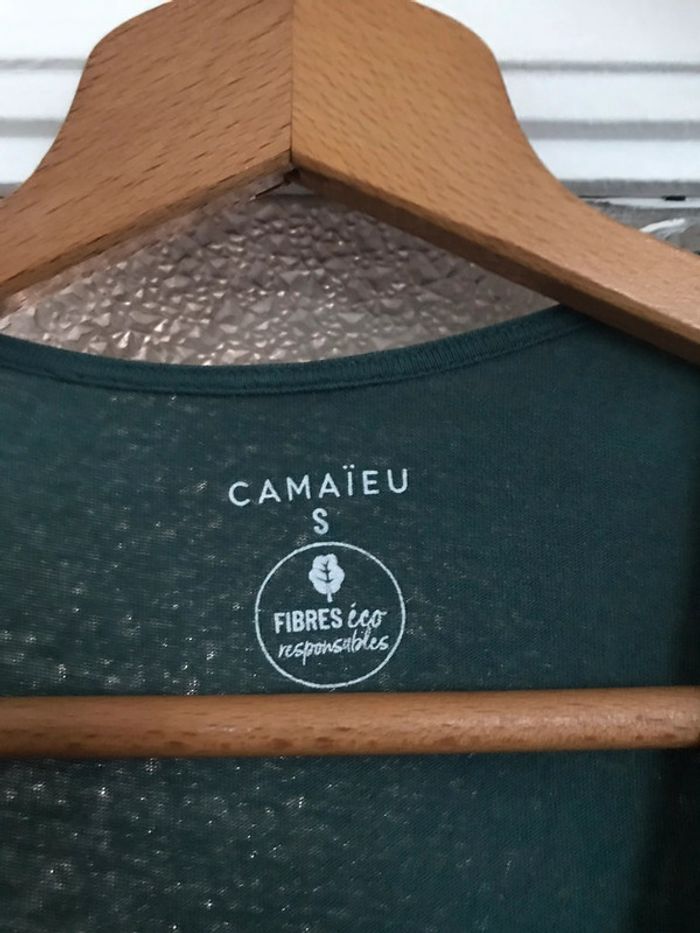 CAMAÏEU
S
FIBRES éco
responsables